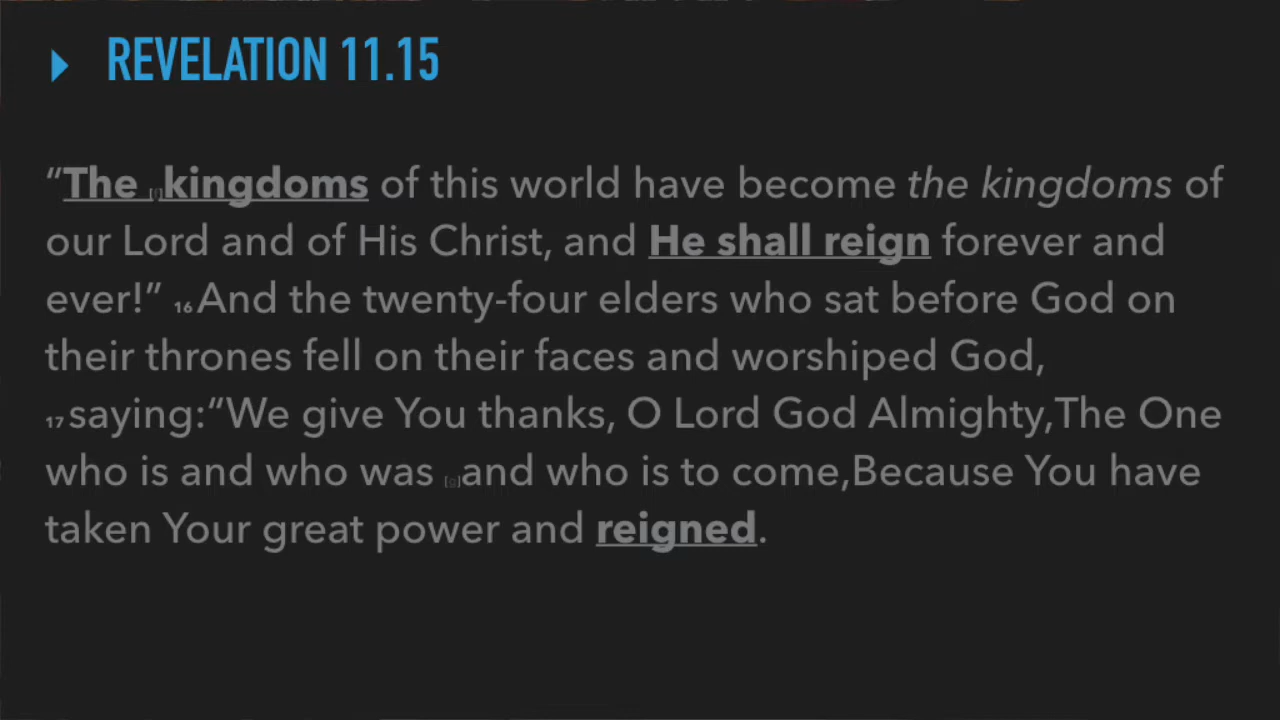 REVELATION 11.15
“The [f]kingdoms of this world have become the kingdoms of
our Lord and of His Christ, and He shall reign forever and
ever!” 16 And the twenty-four elders who sat before God on
their thrones fell on their faces and worshiped God,
17 saying:“We give You thanks, O Lord God Almighty,The One
who is and who was [g]and who is to come,Because You have
taken Your great power and reigned.